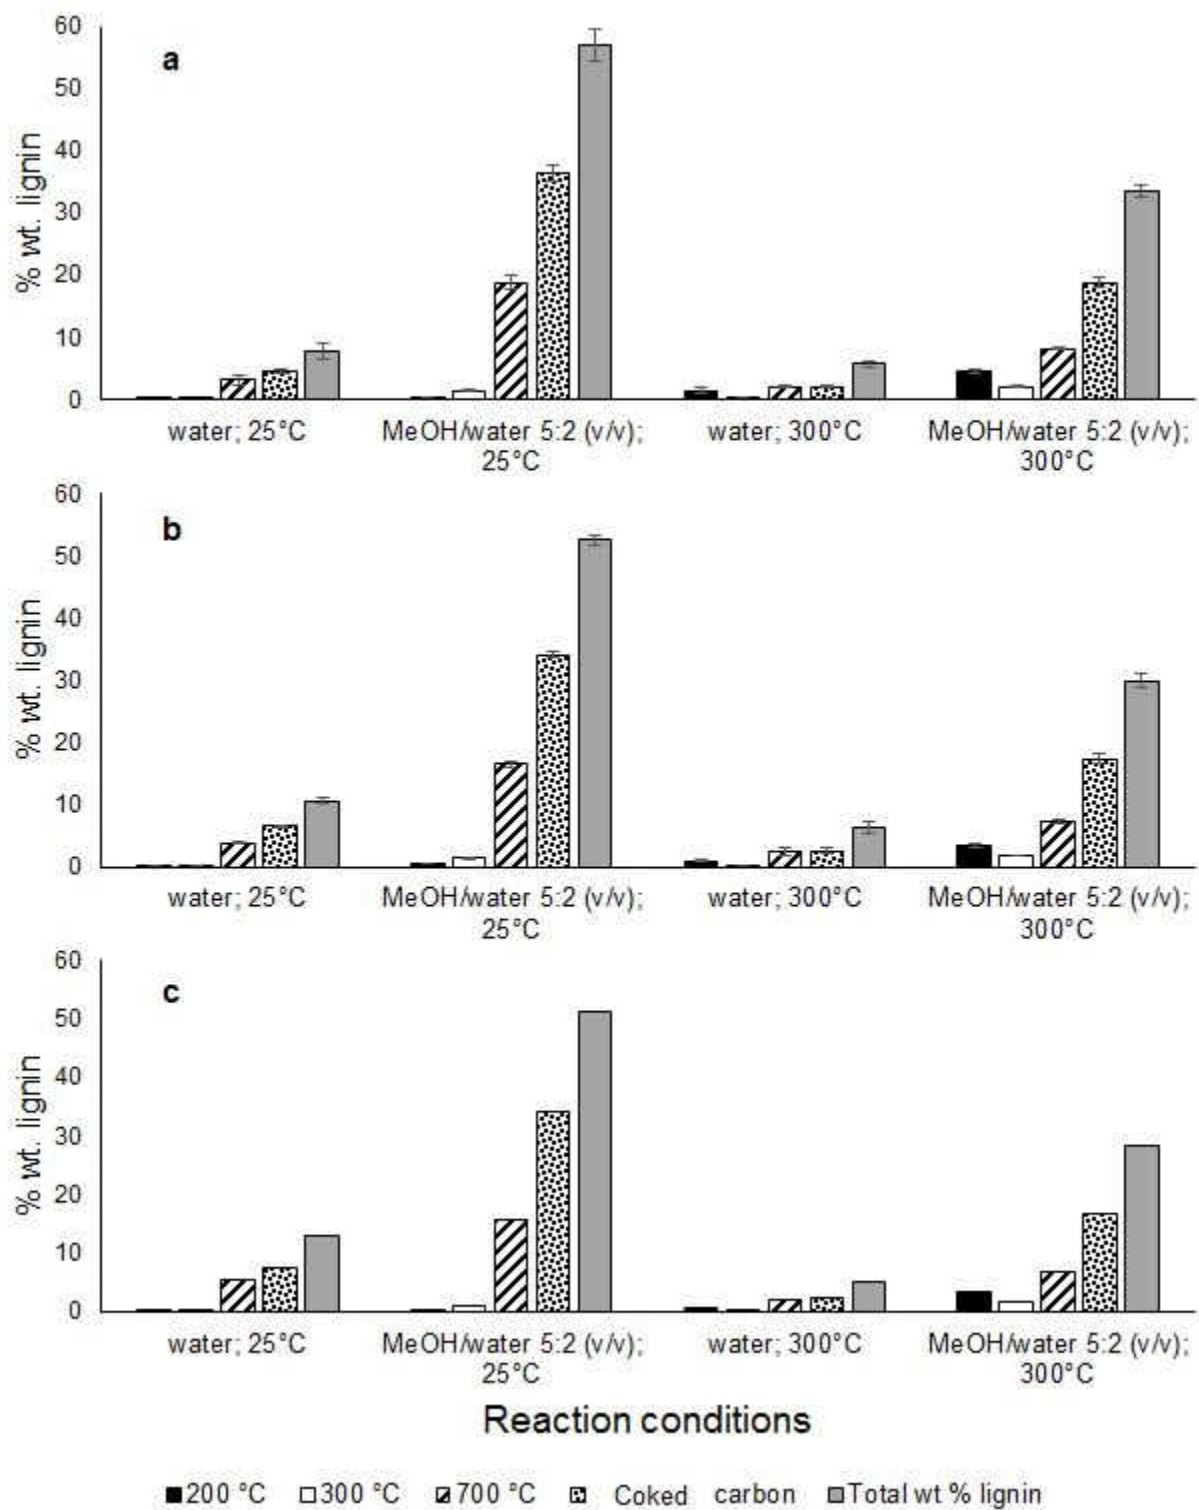 a
60
50
40
30
20
10
0
% wt. lignin
water; 25°C
MeOH/water 5:2 (v/v);
25°C
water; 300°C
MeOH/water 5:2 (v/v);
300°C
b
60
50
40
30
20
10
0
% wt. lignin
water; 25°C
MeOH/water 5:2 (v/v);
25°C
water; 300°C
MeOH/water 5:2 (v/v);
300°C
c
60
50
40
30
20
10
0
% wt. lignin
water; 25°C
MeOH/water 5:2 (v/v);
25°C
water; 300°C
MeOH/water 5:2 (v/v);
300°C
Reaction conditions
200 °C 300 °C 700 °C Coked carbon Total wt % lignin